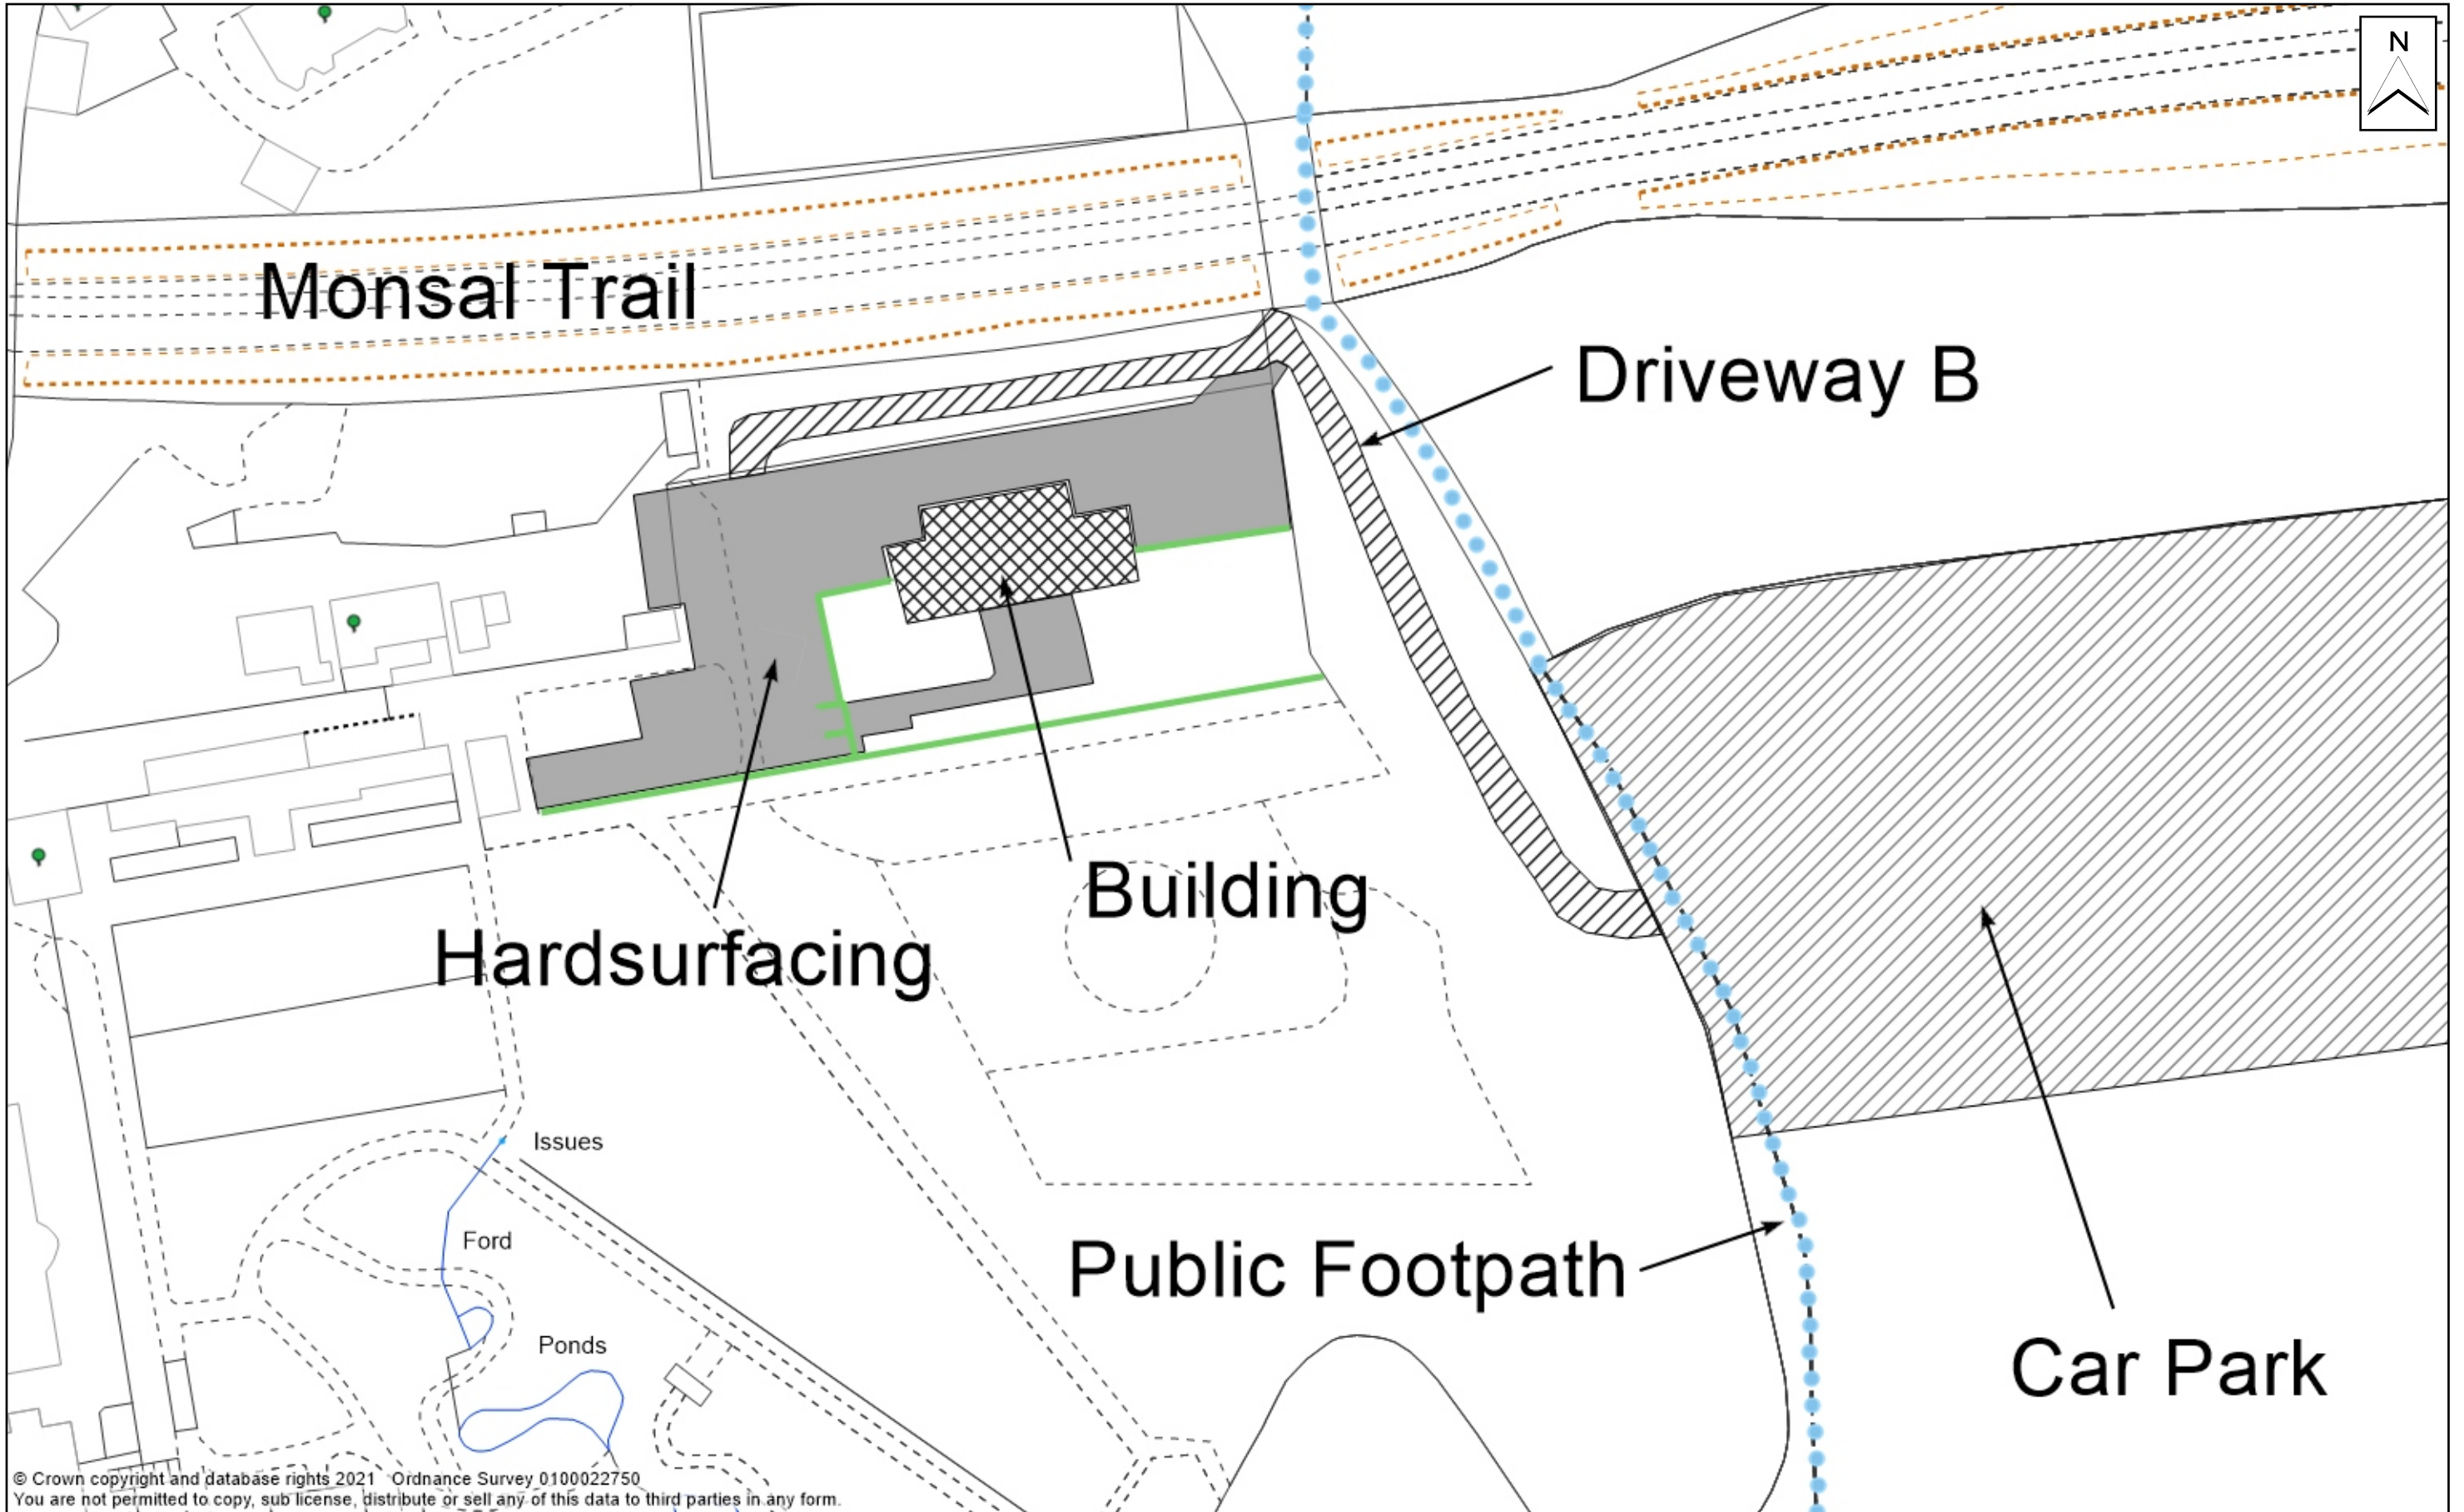 N
Monsal Trail
Driveway B
Building
Hardsurfacing
Issues
Ford
Public Footpath
Ponds
Car Park
© Crown copyright and database rights 2021 Ordnance Survey 0100022750
You are not permitted to copy, sub license, distribute or sell any of this data to third parties in any form.